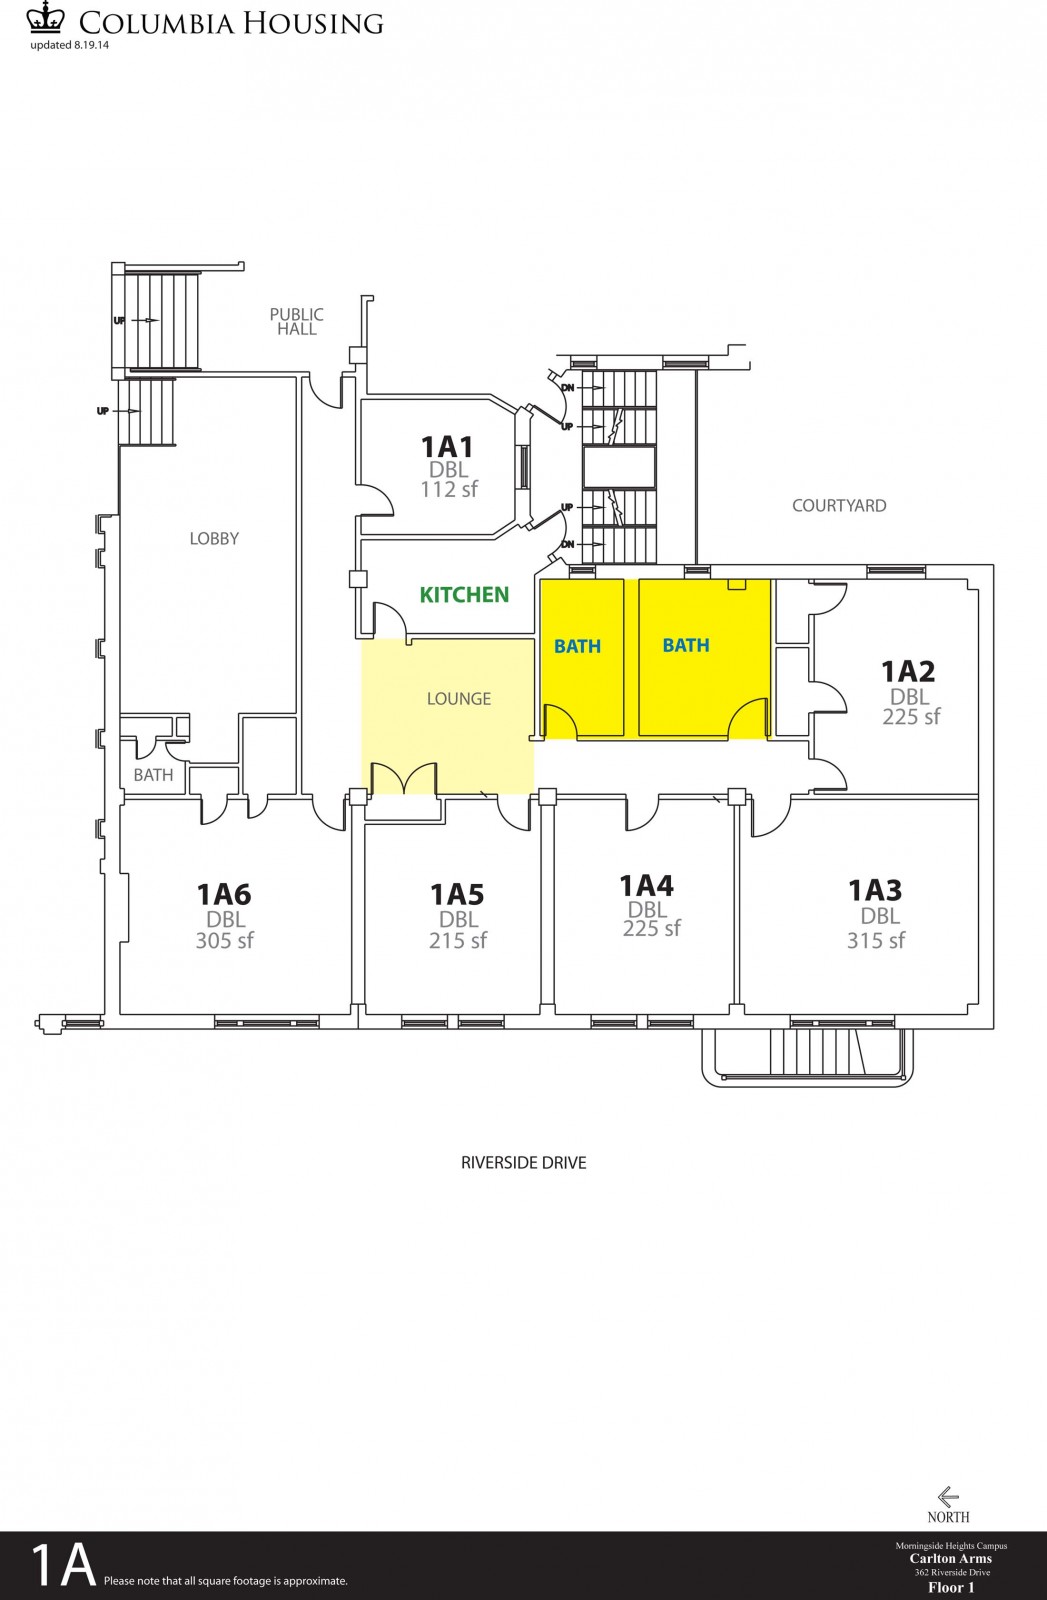 COLUMBIA HOUSING
updated 8.19.14
PUBLIC
HALL
UP
UP
DN
UP
1A1
DBL
112 sf
COURTYARD
UP
DN
LOBBY
KITCHEN
BATH
BATH
1A2
DBL
225 sf
LOUNGE
BATH
1A6
DBL
305 sf
1A5
DBL
215 sf
1A4
DBL
225 sf
1A3
DBL
315 sf
RIVERSIDE DRIVE
NORTH
1A Please note that all square footage is approximate.
Morningside Heights Campus
Carlton Arms
362 Riverside Drive
Floor 1